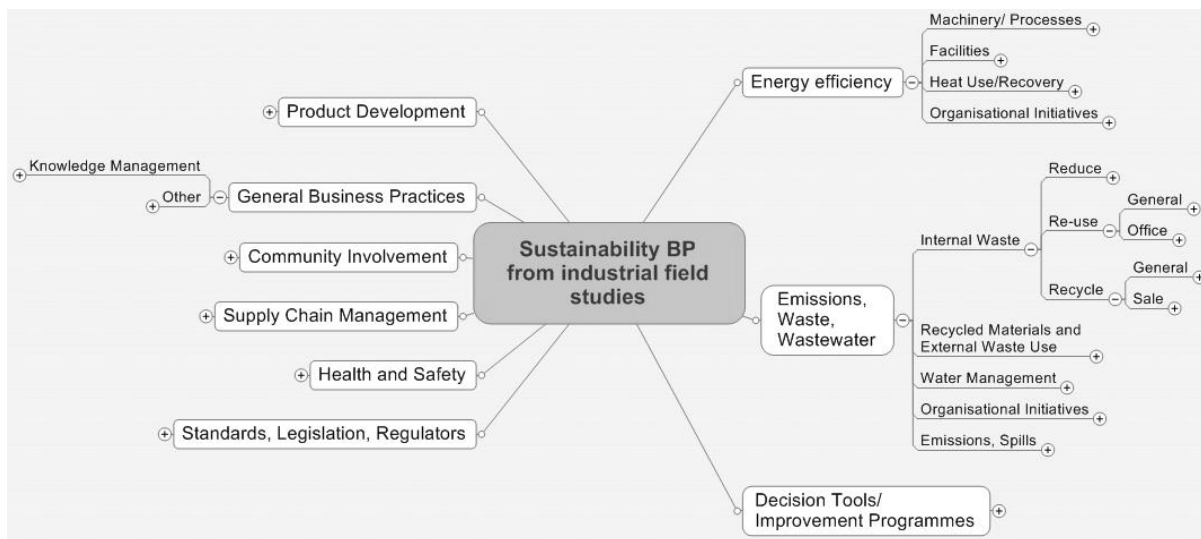 Sustainability BP
from industrial field
studies
Product Development
Knowledge Management
Other
General Business Practices
Community Involvement
Supply Chain Management
Health and Safety
Standards, Legislation, Regulators
Energy efficiency
Machinery/ Processes
Facilities
Heat Use/Recovery
Organisational Initiatives
Emissions,
Waste,
Wastewater
Internal Waste
Reduce
Re-use
General
Office
Recycle
General
Sale
Recycled Materials and
External Waste Use
Water Management
Organisational Initiatives
Emissions, Spills
Decision Tools/
Improvement Programmes